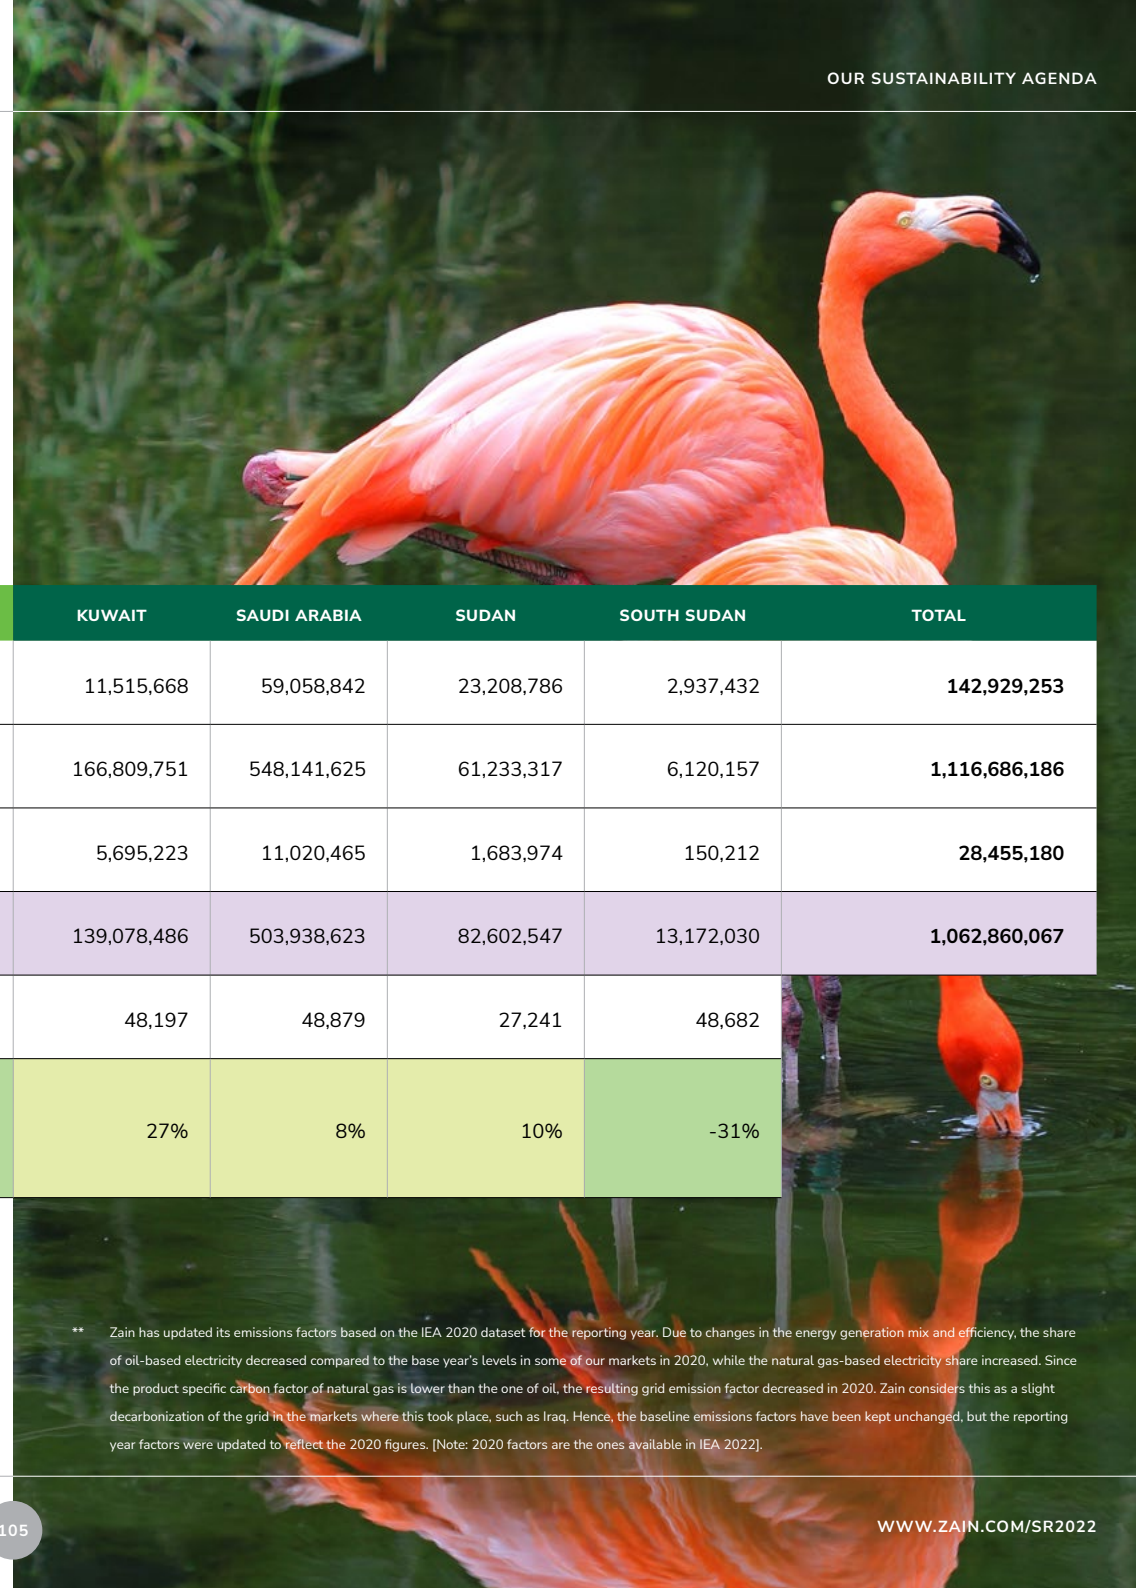 OUR SUSTAINABILITY AGENDA
KUWAIT SAUDI ARABIA SUDAN SOUTH SUDAN TOTAL
11,515,668 59,058,842 23,208,786 2,937,432 142,929,253
166,809,751 548,141,625 61,233,317 6,120,157 1,116,686,186
5,695,223 11,020,465 1,683,974 150,212 28,455,180
139,078,486 503,938,623 82,602,547 13,172,030 1,062,860,067
48,197 48,879 27,241 48,682
27% 8% 10% -31%
** Zain has updated its emissions factors based on the IEA 2020 dataset for the reporting year. Due to changes in the energy generation mix and efficiency, the share
of oil-based electricity decreased compared to the base year’s levels in some of our markets in 2020, while the natural gas-based electricity share increased. Since
the product specific carbon factor of natural gas is lower than the one of oil, the resulting grid emission factor decreased in 2020. Zain considers this as a slight
decarbonization of the grid in the markets where this took place, such as Iraq. Hence, the baseline emissions factors have been kept unchanged, but the reporting
year factors were updated to reflect the 2020 figures. [Note: 2020 factors are the ones available in IEA 2022].
105
WWW.ZAIN.COM/SR2022